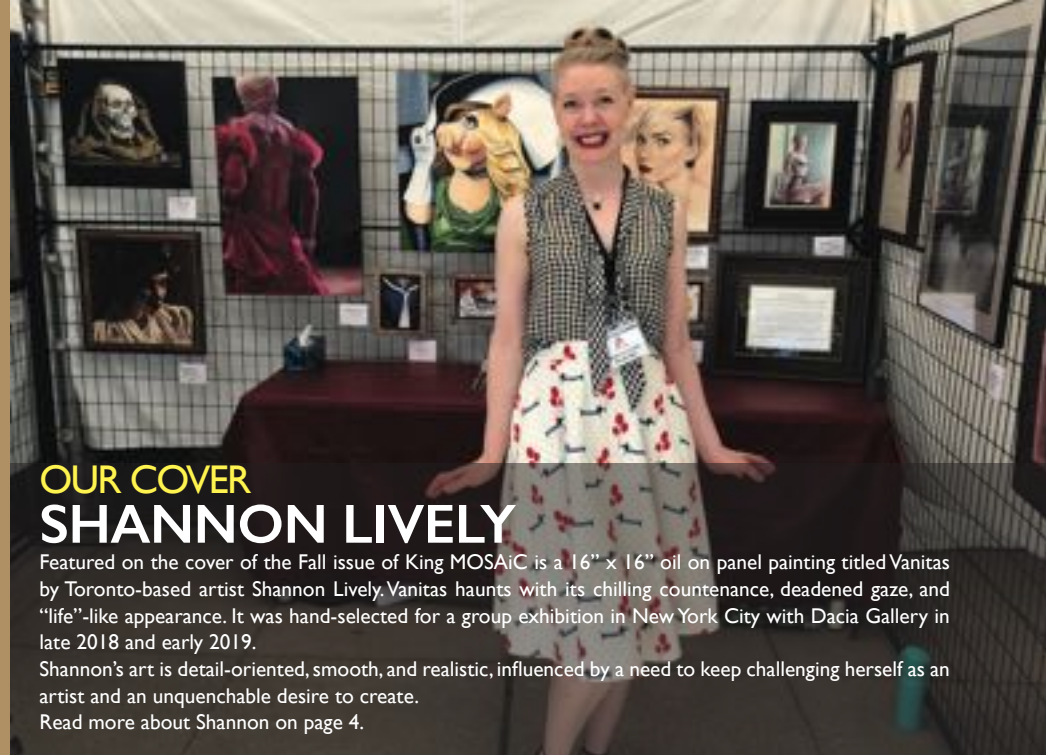 OUR COVER
SHANNON LIVELY
Featured on the cover of the Fall issue of King MOSAiC is a 16” x 16” oil on panel painting titled Vanitas
by Toronto-based artist Shannon Lively. Vanitas haunts with its chilling countenance, deadened gaze, and
“life”-like appearance. It was hand-selected for a group exhibition in New York City with Dacia Gallery in
late 2018 and early 2019.
Shannon’s art is detail-oriented, smooth, and realistic, influenced by a need to keep challenging herself as an
artist and an unquenchable desire to create.
Read more about Shannon on page 4.